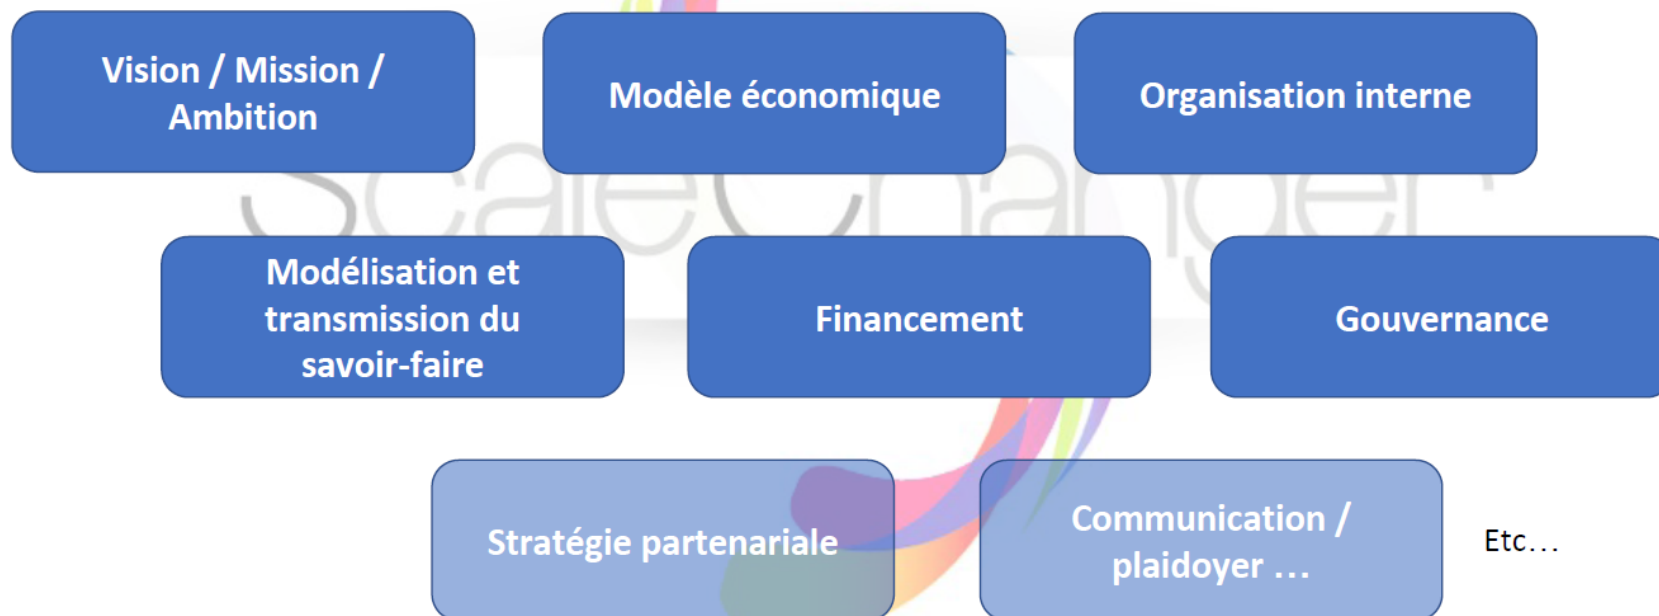 Vision / Mission /
Ambition
Modèle économique
Organisation interne
ScaleChanger
Modélisation et
transmission du
savoir-faire
Financement
Gouvernance
Stratégie partenariale
Communication /
plaidoyer …
Etc…